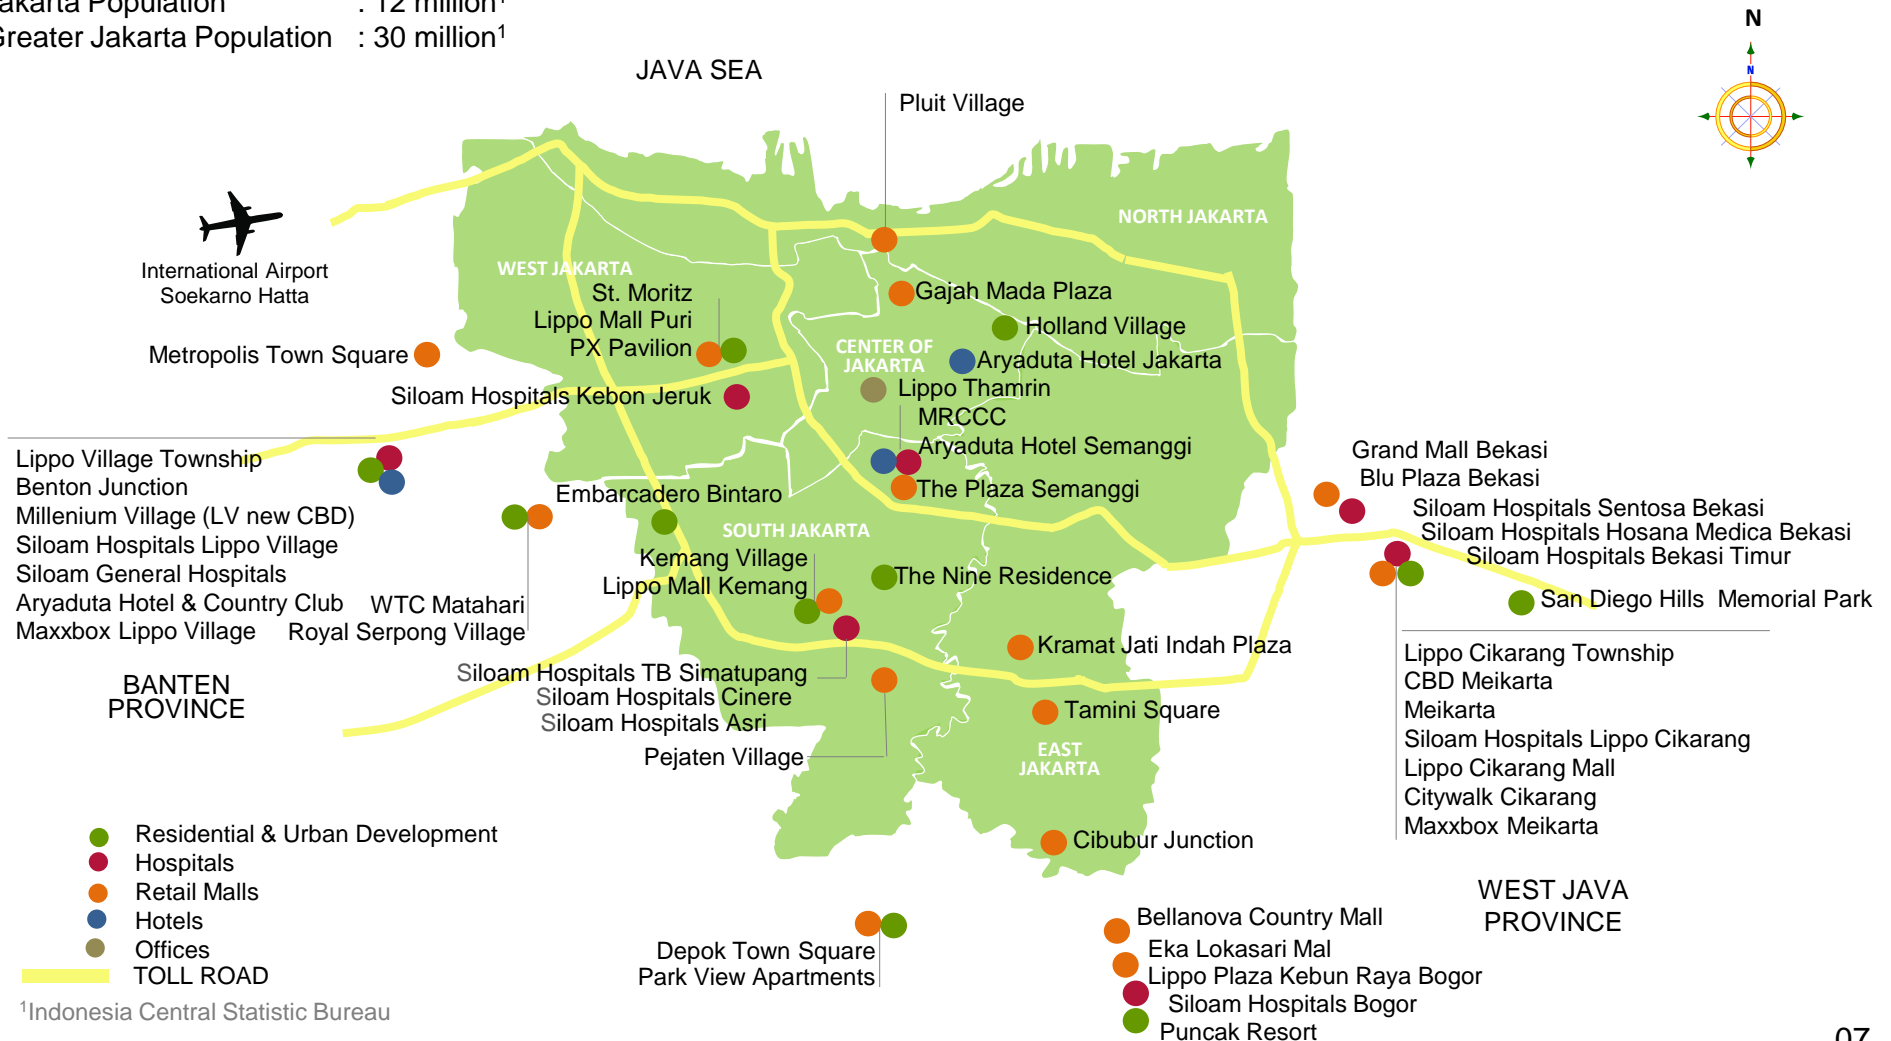 Jakarta Population : 12 million¹
Greater Jakarta Population : 30 million¹
N
N
JAVA SEA
Pluit Village
NORTH JAKARTA
WEST JAKARTA
International Airport
Soekarno Hatta
St. Moritz
Lippo Mall Puri
PX Pavilion
Gajah Mada Plaza
Holland Village
CENTER OF
JAKARTA
Aryaduta Hotel Jakarta
Metropolis Town Square
Siloam Hospitals Kebon Jeruk
Lippo Thamrin
MRCCC
Aryaduta Hotel Semanggi
The Plaza Semanggi
Lippo Village Township
Benton Junction
Millenium Village (LV new CBD)
Siloam Hospitals Lippo Village
Siloam General Hospitals
Aryaduta Hotel & Country Club
Maxxbox Lippo Village
WTC Matahari
Royal Serpong Village
Embarcadero Bintaro
SOUTH JAKARTA
Kemang Village
Lippo Mall Kemang
The Nine Residence
Grand Mall Bekasi
Blu Plaza Bekasi
Siloam Hospitals Sentosa Bekasi
Siloam Hospitals Hosana Medica Bekasi
Siloam Hospitals Bekasi Timur
San Diego Hills Memorial Park
Kramat Jati Indah Plaza
Siloam Hospitals TB Simatupang
Siloam Hospitals Cinere
Siloam Hospitals Asri
Pejaten Village
Tamini Square
EAST
JAKARTA
Cibubur Junction
BANTEN
PROVINCE
Lippo Cikarang Township
CBD Meikarta
Meikarta
Siloam Hospitals Lippo Cikarang
Lippo Cikarang Mall
Citywalk Cikarang
Maxxbox Meikarta
WEST JAVA
PROVINCE
Residential & Urban Development
Hospitals
Retail Malls
Hotels
Offices
TOLL ROAD
Depok Town Square
Park View Apartments
Bellanova Country Mall
Eka Lokasari Mal
Lippo Plaza Kebun Raya Bogor
Siloam Hospitals Bogor
Puncak Resort
¹Indonesia Central Statistic Bureau
07